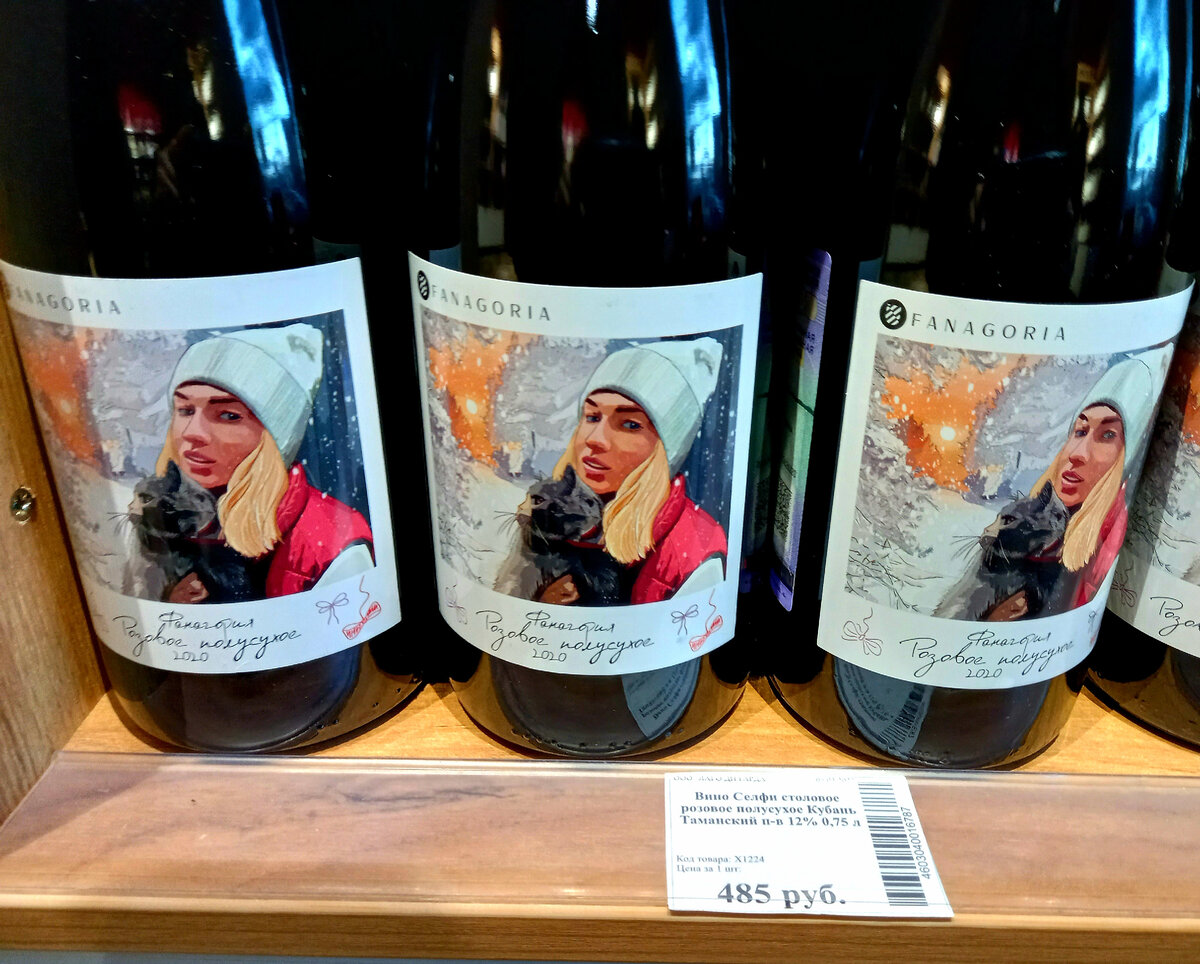 FANAGORIA
Фанагория
Розовое полусухое
2020
FANAGORIA
Фанагория
Розовое полусухое
2020
FANAGORIA
Фанагория
Розовое полусухое
2020
Вино Селфи столовое
розовое полусухое Кубань
Таманский п-в 12% 0,75 л
Код товара: X1224
Цена за 1 шт:
485 руб.
4603040016787